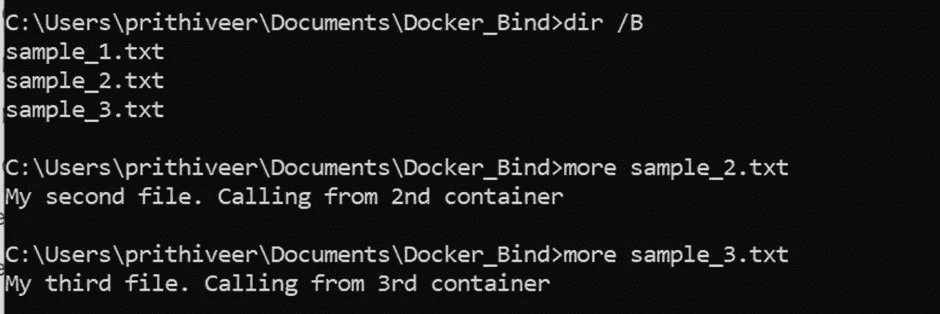 C:\Users\prithiveer\Documents\Docker_Bind>dir /B
sample_1.txt
sample_2.txt
sample_3.txt
C:\Users\prithiveer\Documents\Docker_Bind>more sample_2.txt
My second file. Calling from 2nd container
C:\Users\prithiveer\Documents\Docker_Bind>more sample_3.txt
My third file. Calling from 3rd container